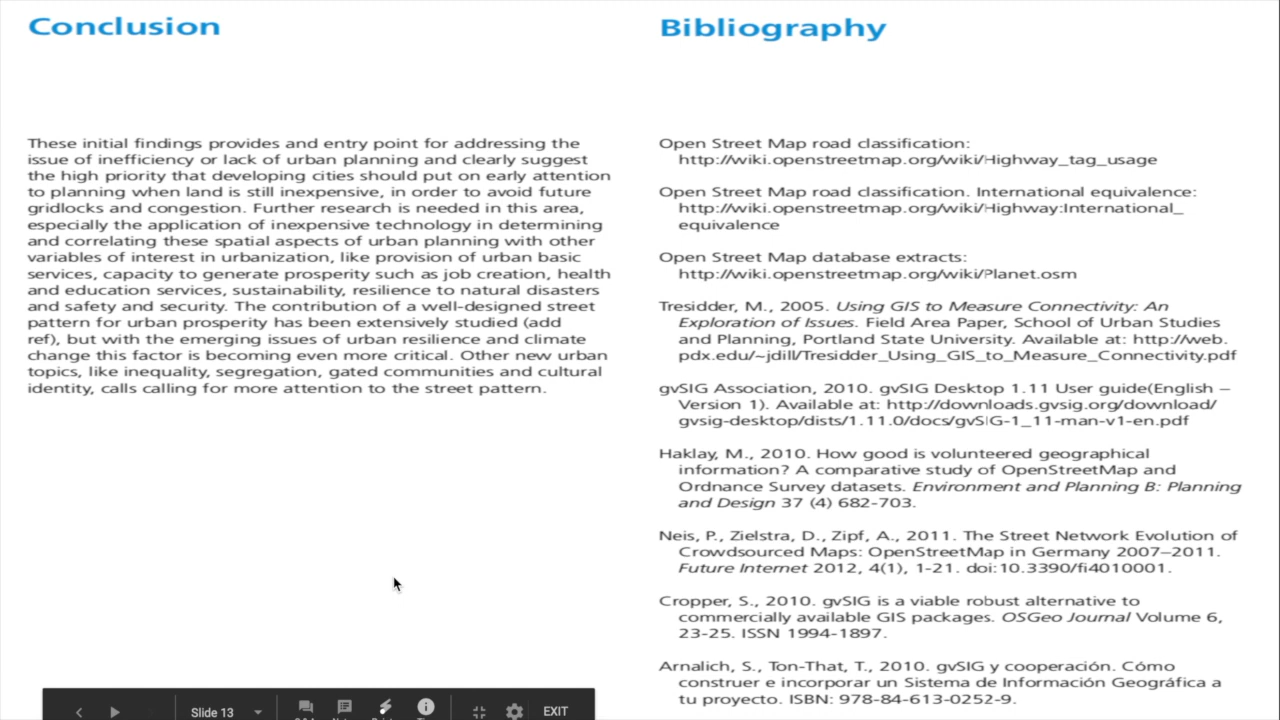 Conclusion
These initial findings provides and entry point for addressing the
issue of inefficiency or lack of urban planning and clearly suggest
the high priority that developing cities should put on early attention
to planning when land is still inexpensive, in order to avoid future
gridlocks and congestion. Further research is needed in this area,
especially the application of inexpensive technology in determining
and correlating these spatial aspects of urban planning with other
variables of interest in urbanization, like provision of urban basic
services, capacity to generate prosperity such as job creation, health
and education services, sustainability, resilience to natural disasters
and safety and security. The contribution of a well-designed street
pattern for urban prosperity has been extensively studied (add
ref), but with the emerging issues of urban resilience and climate
change this factor is becoming even more critical. Other new urban
topics, like inequality, segregation, gated communities and cultural
identity, calls calling for more attention to the street pattern.
Bibliography
Open Street Map road classification:
http://wiki.openstreetmap.org/wiki/Highway_tag_usage
Open Street Map road classification. International equivalence:
http://wiki.openstreetmap.org/wiki/Highway:International_
equivalence
Open Street Map database extracts:
http://wiki.openstreetmap.org/wiki/Planet.osm
Tresidder, M., 2005. Using GIS to Measure Connectivity: An
Exploration of Issues. Field Area Paper, School of Urban Studies
and Planning, Portland State University. Available at: http://web.
pdx.edu/~jdill/Tresidder_Using_GIS_to_Measure_Connectivity.pdf
gvSIG Association, 2010. gvSIG Desktop 1.11 User guide(English –
Version 1). Available at: http://downloads.gvsig.org/download/
gvsig-desktop/dists/1.11.0/docs/gvSIG-1_11-man-v1-en.pdf
Haklay, M., 2010. How good is volunteered geographical
information? A comparative study of OpenStreetMap and
Ordnance Survey datasets. Environment and Planning B: Planning
and Design 37 (4) 682-703.
Neis, P., Zielstra, D., Zipf, A., 2011. The Street Network Evolution of
Crowdsourced Maps: OpenStreetMap in Germany 2007–2011.
Future Internet 2012, 4(1), 1-21. doi:10.3390/fi4010001.
Cropper, S., 2010. gvSIG is a viable robust alternative to
commercially available GIS packages. OSGeo Journal Volume 6,
23-25. ISSN 1994-1897.
Arnalich, S., Ton-That, T., 2010. gvSIG y cooperación. Cómo
construer e incorporar un Sistema de Información Geográfica a
tu proyecto. ISBN: 978-84-613-0252-9.
Slide 13
EXIT